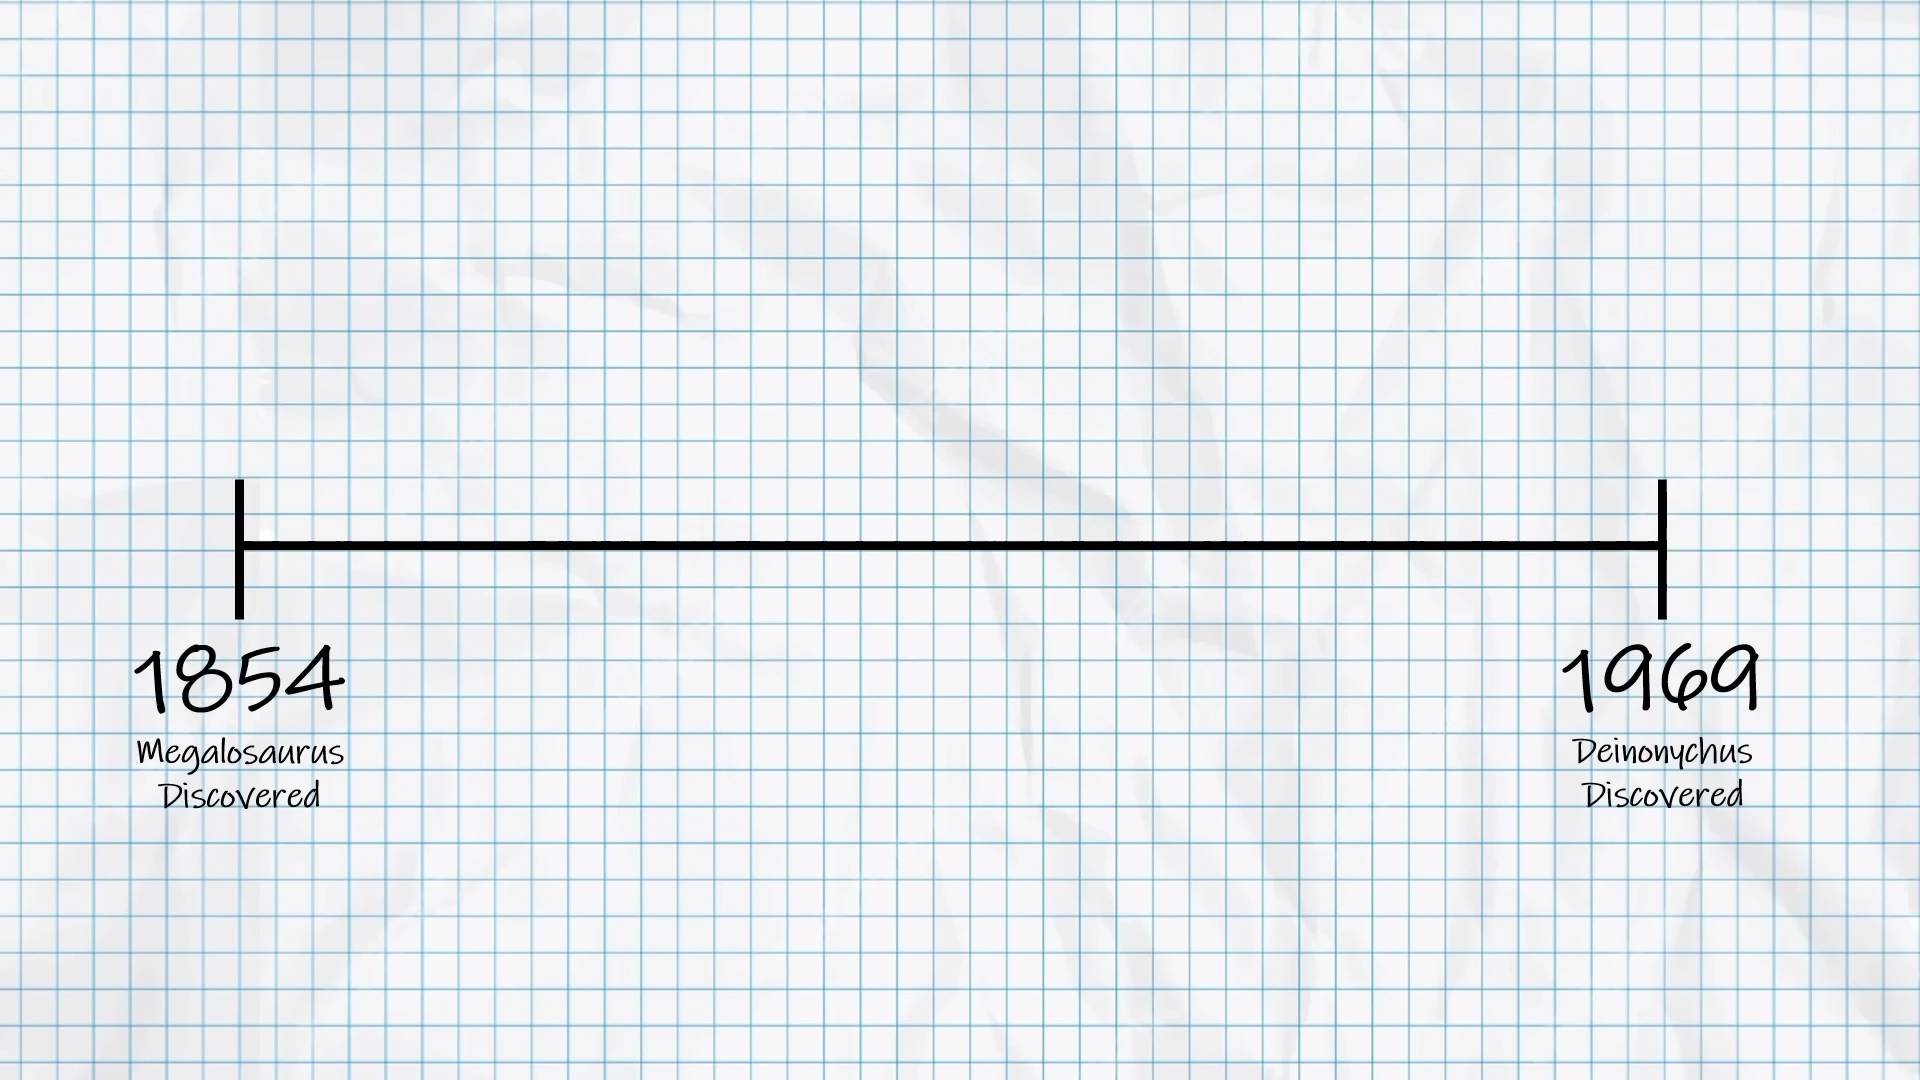 1854
Megalosaurus
Discovered
1969
Deinonychus
Discovered